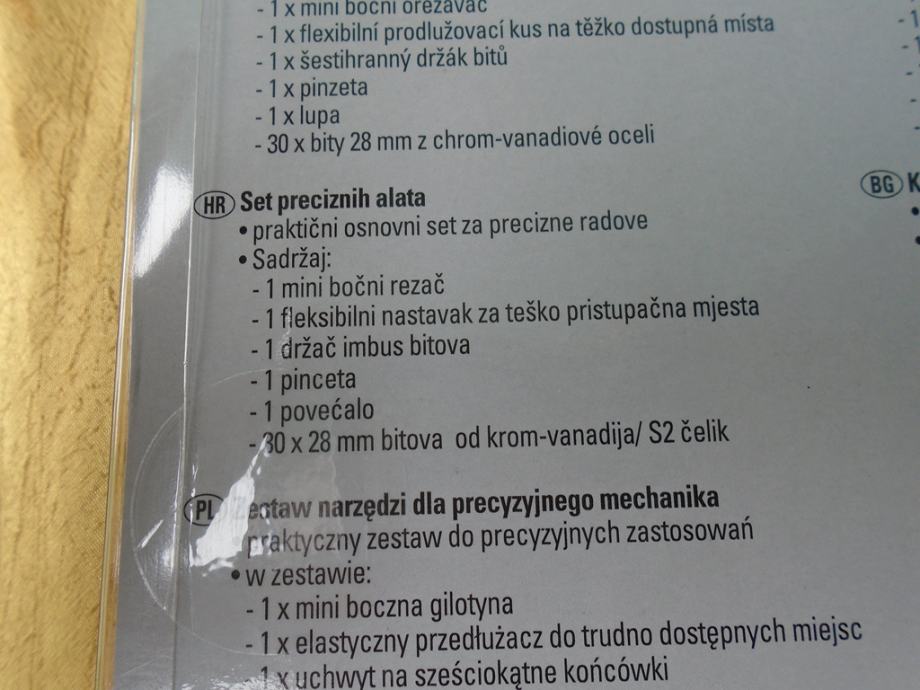 - 1 x mini boční ořezávač
- 1 x flexibilní prodlužovací kus na těžko dostupná místa
- 1 x šestihranný držák bitů
- 1 x pinzeta
- 1 x lupa
- 30 x bity 28 mm z chrom-vanadiové oceli
HR Set preciznih alata
• praktični osnovni set za precizne radove
• Sadržaj:
- 1 mini bočni rezač
- 1 fleksibilni nastavak za teško pristupačna mjesta
- 1 držač imbus bitova
- 1 pinceta
- 1 povećalo
- 30 x 28 mm bitova od krom-vanadija/ S2 čelik
PL Zestaw narzędzi dla precyzyjnego mechanika
praktyczny zestaw do precyzyjnych zastosowań
• w zestawie:
- 1 x mini boczna gilotyna
- 1 x elastyczny przedłużacz do trudno dostępnych miejsc
- 1 x uchwyt na sześciokątne końcówki
BG